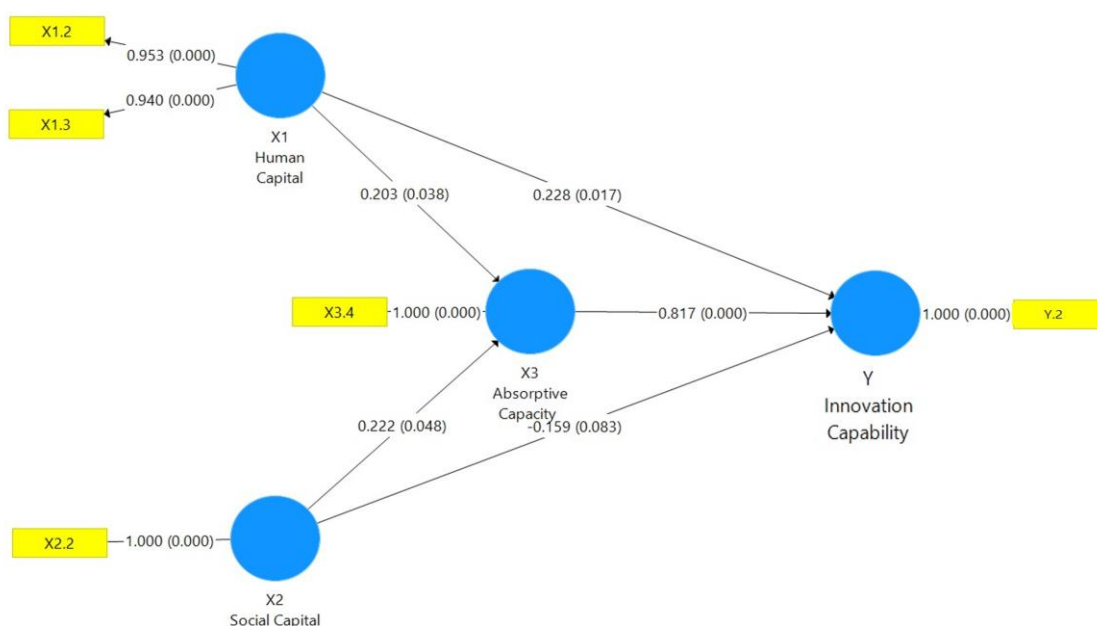 X1.2
0.953 (0.000)
0.940 (0.000)
X1.3
X1
Human
Capital
0.203 (0.038)
0.228 (0.017)
X3.4
1.000 (0.000)
0.817 (0.000)
1.000 (0.000)
Y.2
X3
Absorptive
Capacity
Y
Innovation
Capability
0.222 (0.048)
-0.159 (0.083)
X2.2
1.000 (0.000)
X2
Social Capital